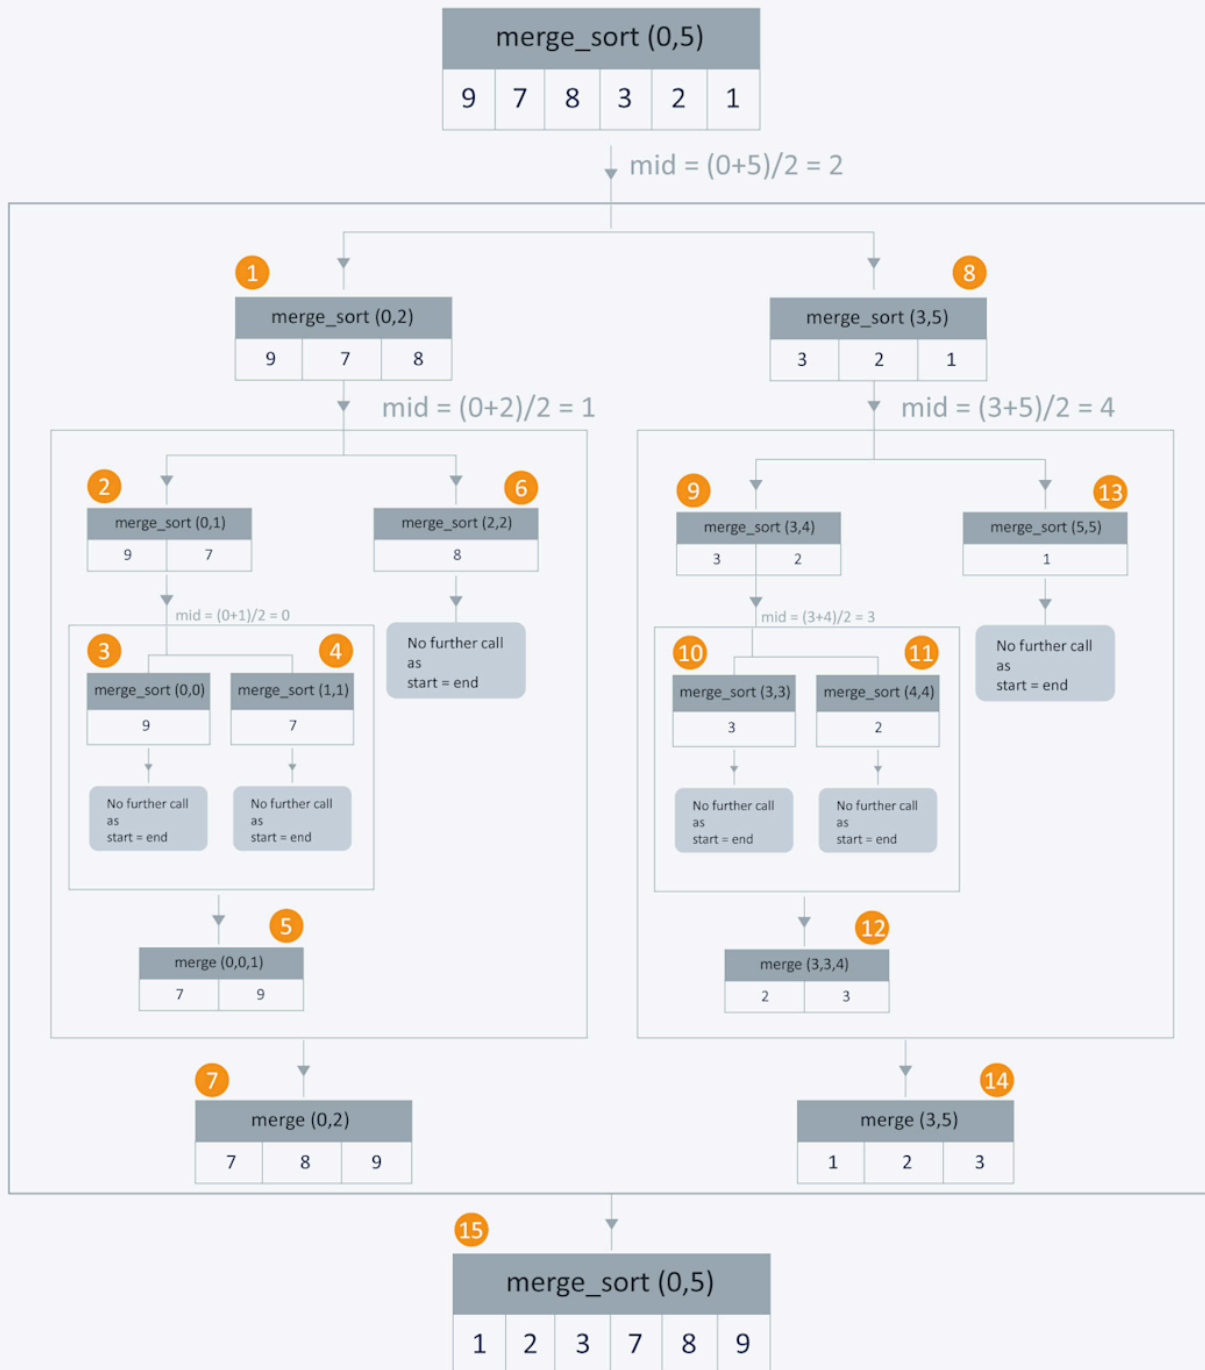 merge_sort (0,5)
9 7 8 3 2 1
mid = (0+5)/2 = 2
1 8
merge_sort (0,2) merge_sort (3,5)
9 7 8 3 2 1
mid = (0+2)/2 = 1 mid = (3+5)/2 = 4
2 6 9 13
merge_sort (0,1) merge_sort (2,2) merge_sort (3,4) merge_sort (5,5)
9 7 8 3 2 1
mid = (0+1)/2 = 0 mid = (3+4)/2 = 3
No further call No further call
as as
start = end start = end
3 4 10 11
merge_sort (0,0) merge_sort (1,1) merge_sort (3,3) merge_sort (4,4)
9 7 3 2
No further call No further call No further call No further call
as as as as
start = end start = end start = end start = end
5 12
merge (0,0,1) merge (3,3,4)
7 9 2 3
7 14
merge (0,2) merge (3,5)
7 8 9 1 2 3
15
merge_sort (0,5)
1 2 3 7 8 9